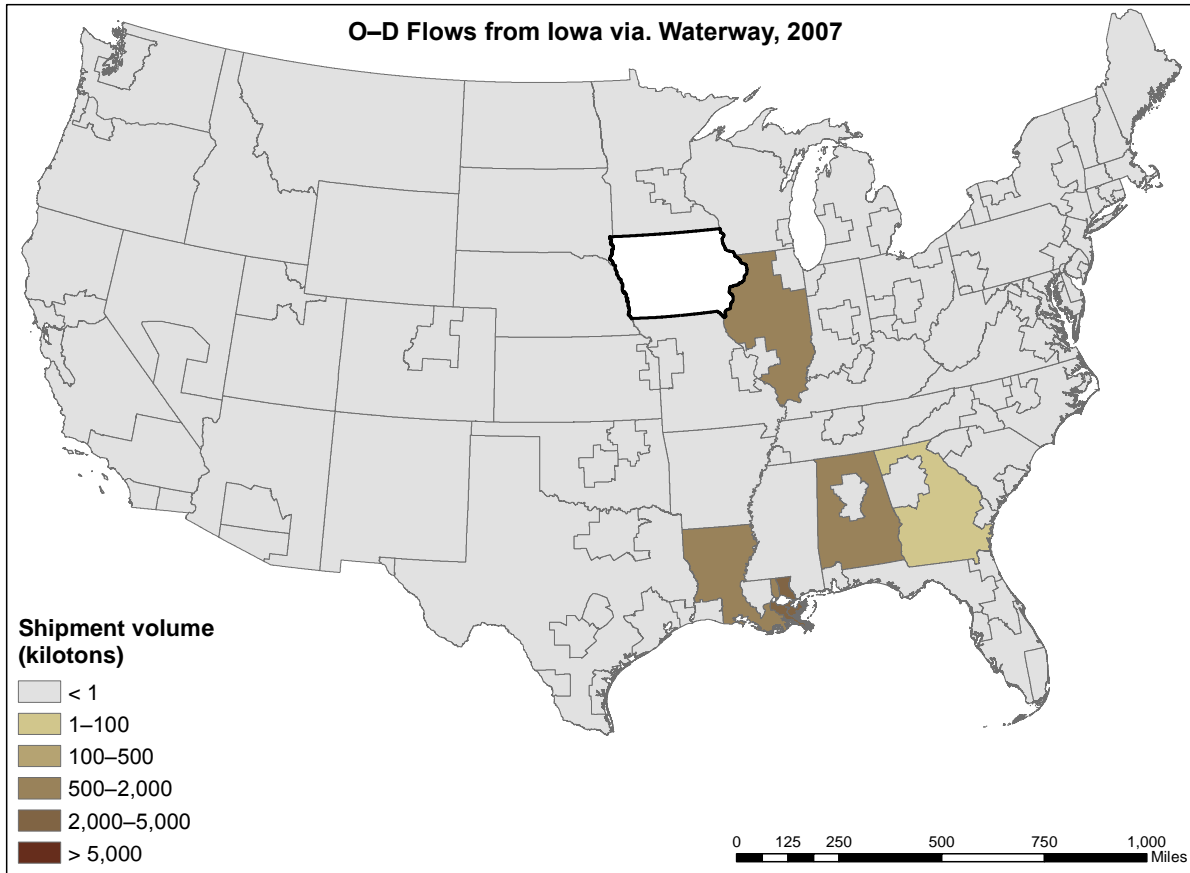 O–D Flows from Iowa via. Waterway, 2007
Shipment volume
(kilotons)
< 1
1–100
100–500
500–2,000
2,000–5,000
> 5,000
0 125 250 500 750 1,000
Miles